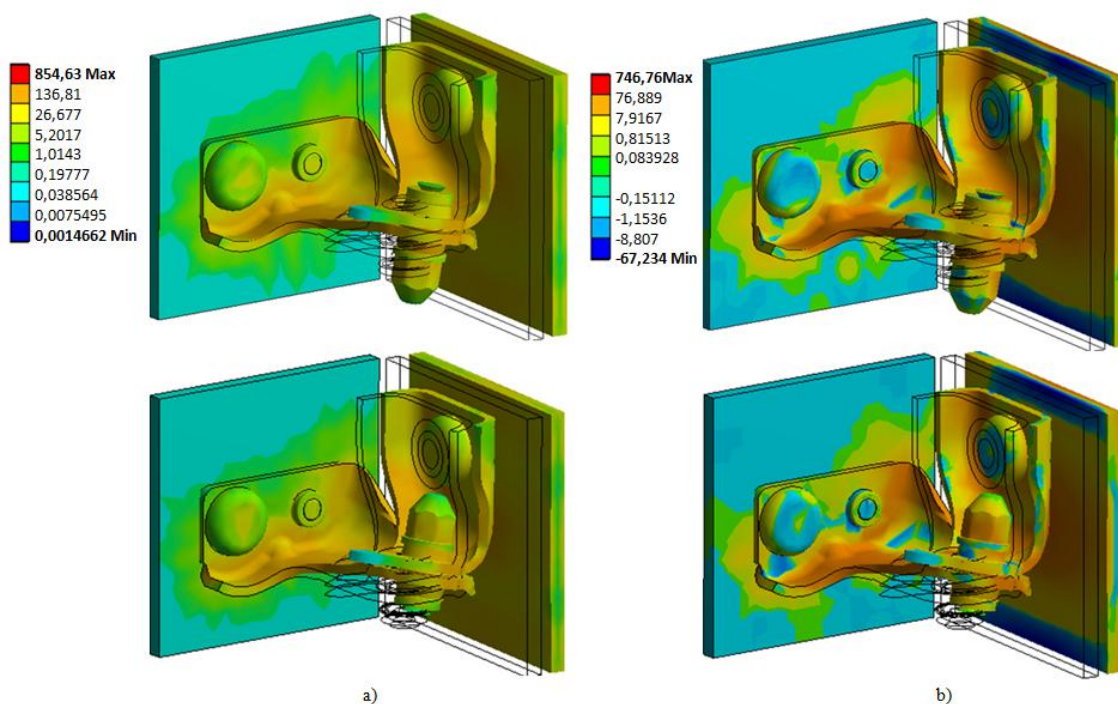 854,63 Max
136,81
26,677
5,2017
1,0143
0,19777
0,038564
0,0075495
0,0014662 Min
746,76Max
76,889
7,9167
0,81513
0,083928
-0,15112
-1,1536
-8,807
-67,234 Min
a)
b)